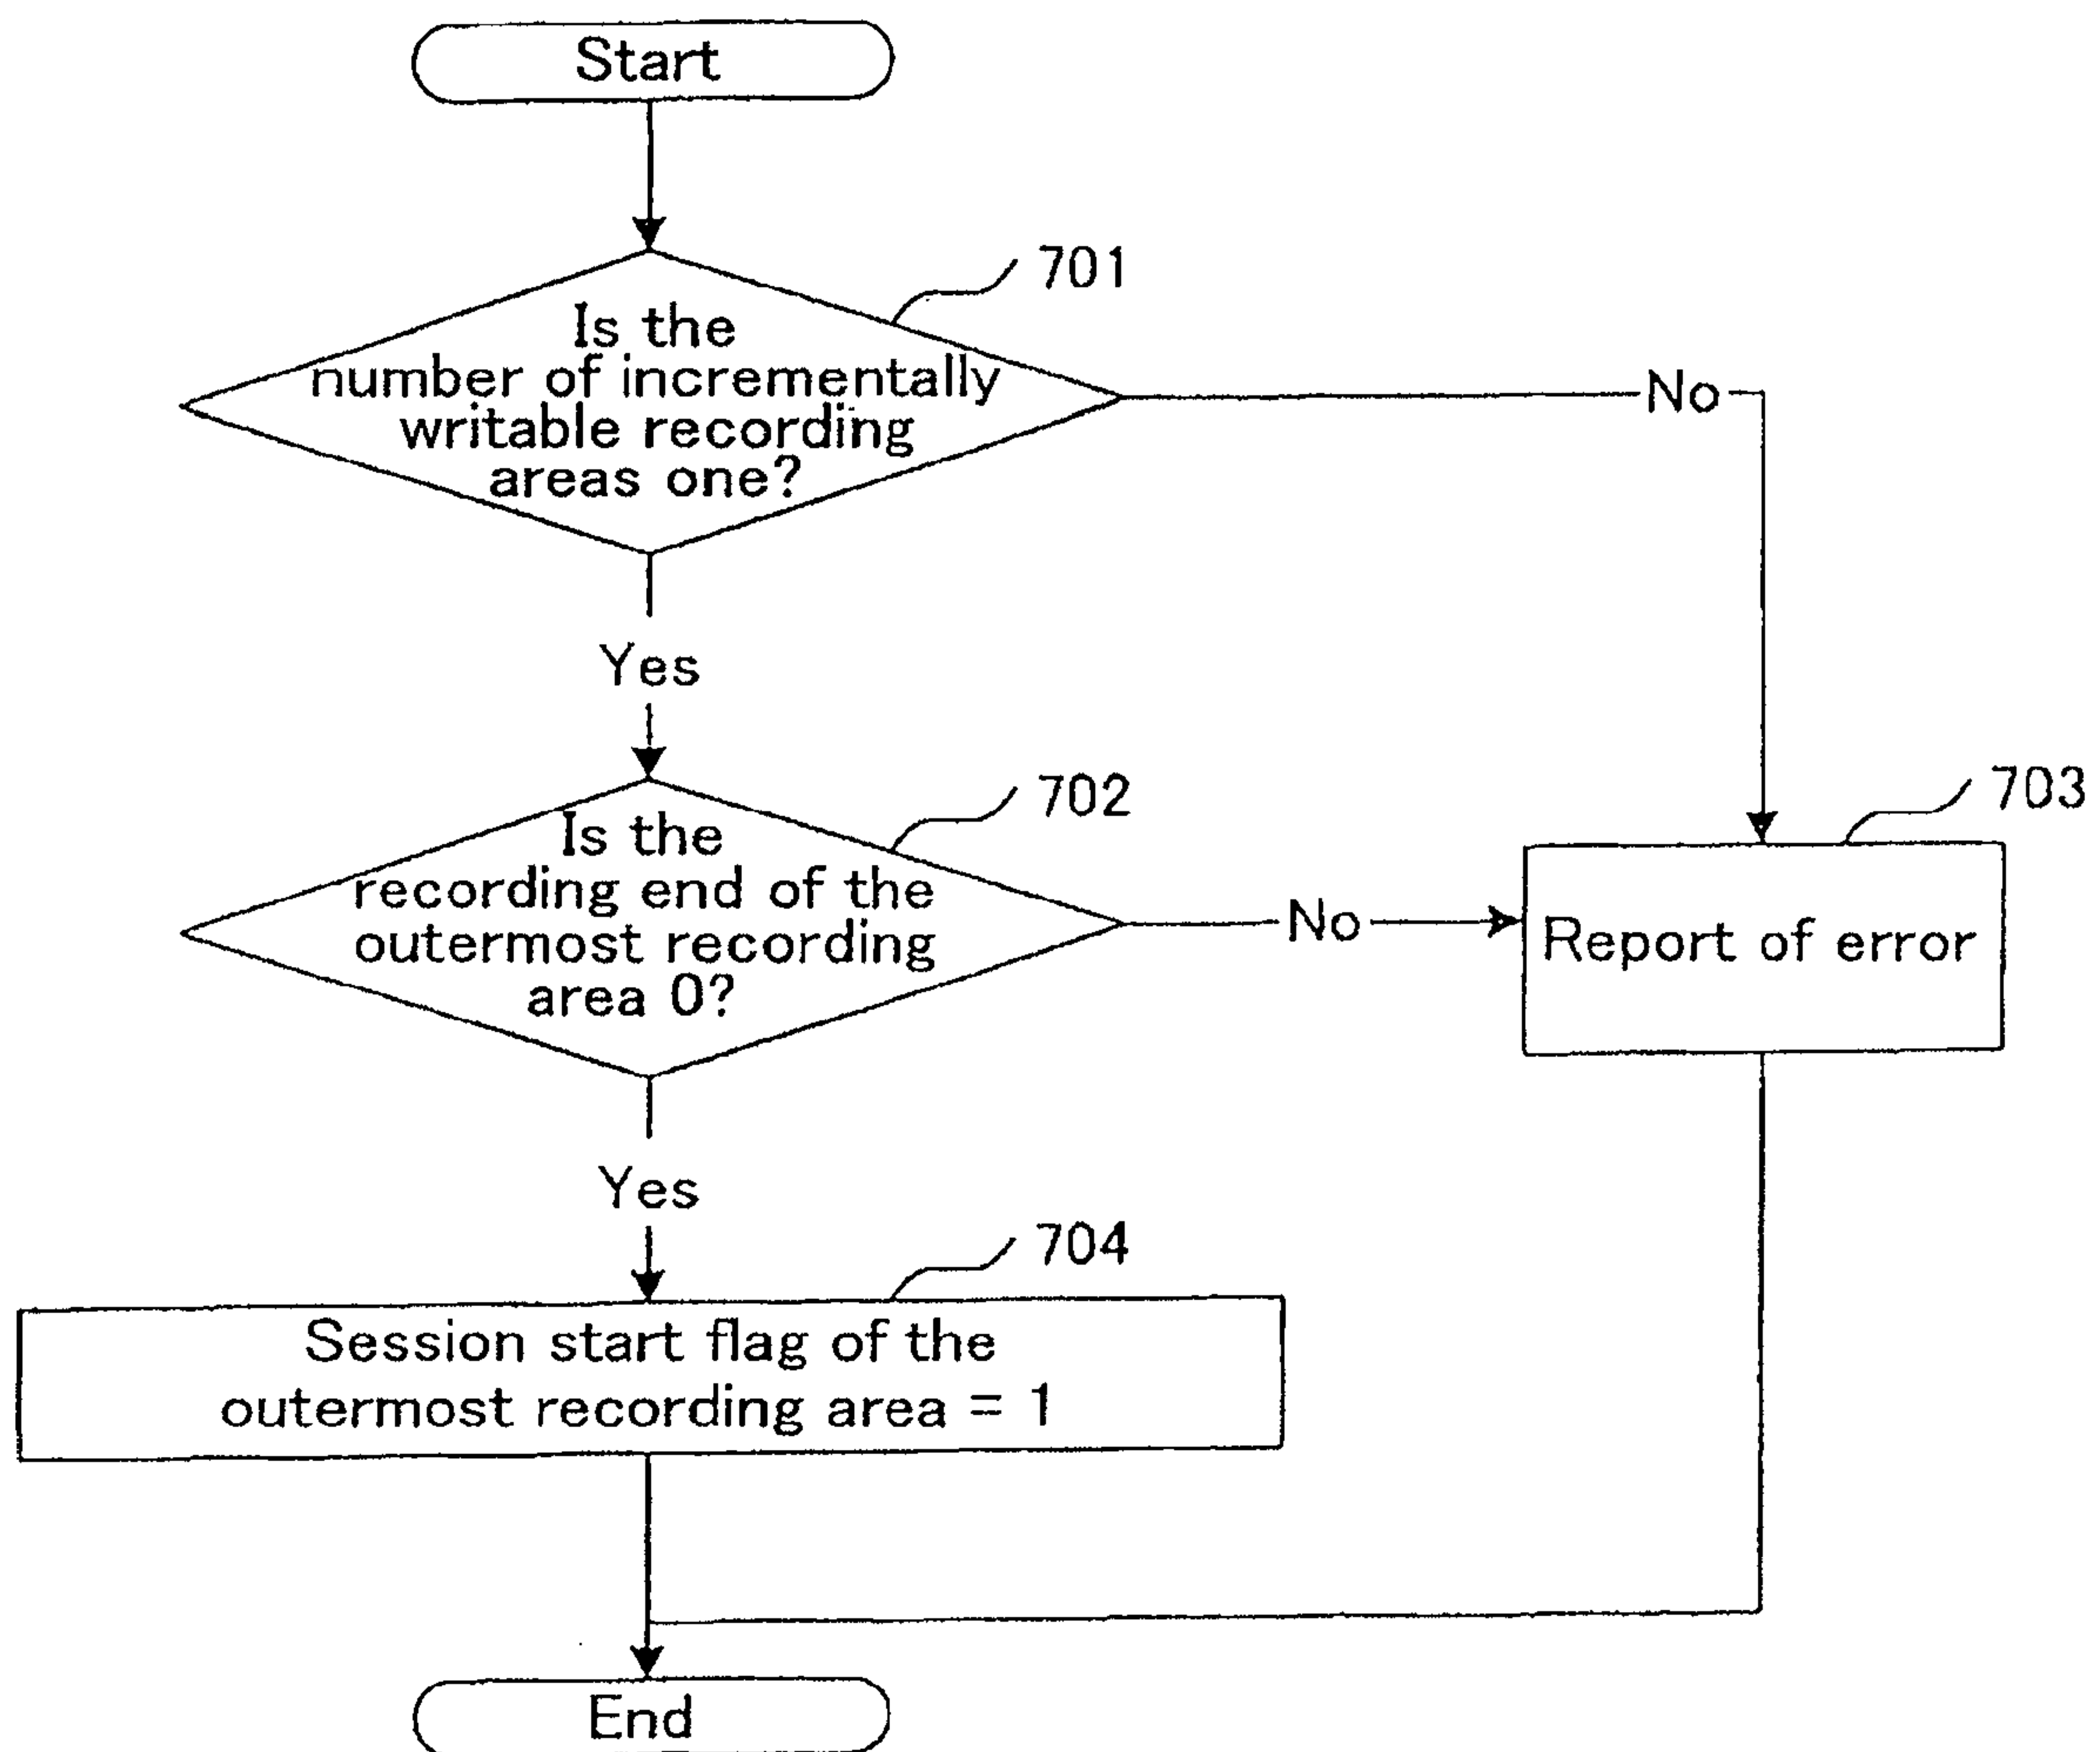 Start
701
Is the
number of incrementally
writable recording
areas one?
No
Yes
702
Is the
recording end of the
outermost recording
area 0?
No
703
Report of error
Yes
704
Session start flag of the
outermost recording area = 1
End